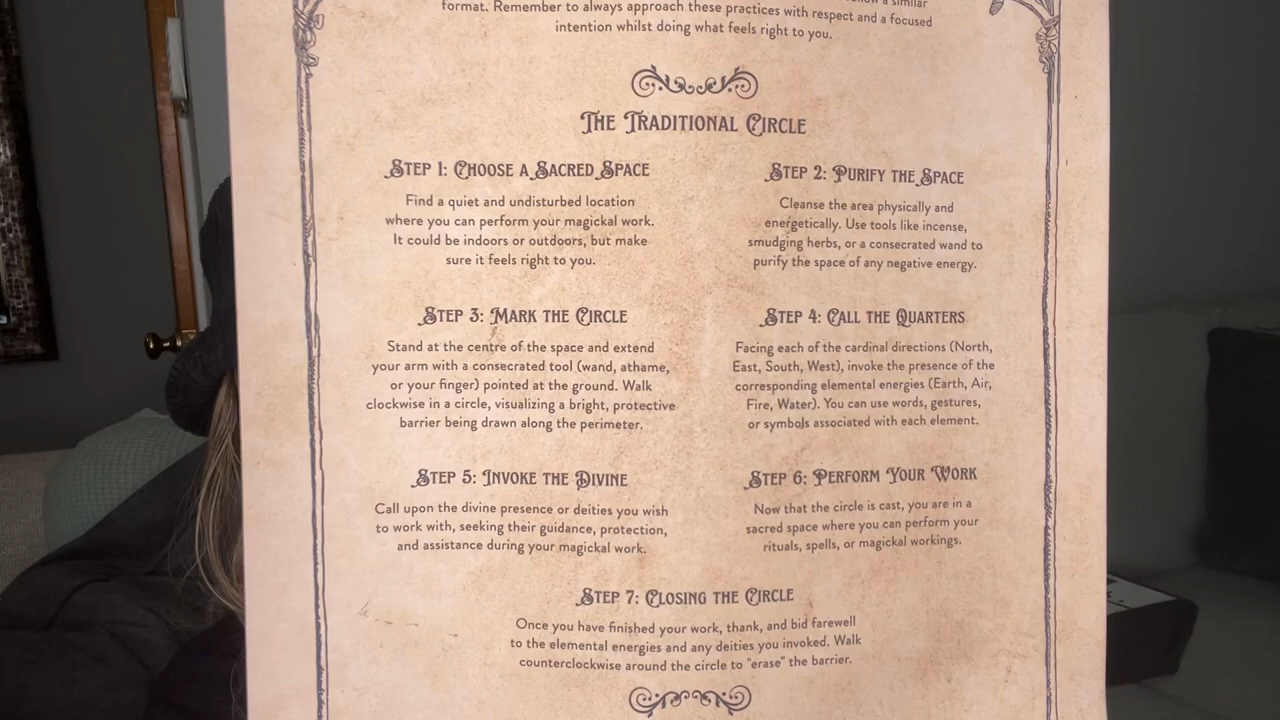 similar
format. Remember to always approach these practices with respect and a focused
intention whilst doing what feels right to you.
The Traditional Circle
Step 1: Choose a Sacred Space
Find a quiet and undisturbed location
where you can perform your magickal work.
It could be indoors or outdoors, but make
sure it feels right to you.
Step 2: Purify the Space
Cleanse the area physically and
energetically. Use tools like incense,
smudging herbs, or a consecrated wand to
purify the space of any negative energy.
Step 3: Mark the Circle
Stand at the centre of the space and extend
your arm with a consecrated tool (wand, athame,
or your finger) pointed at the ground. Walk
clockwise in a circle, visualizing a bright, protective
barrier being drawn along the perimeter.
Step 4: Call the Quarters
Facing each of the cardinal directions (North,
East, South, West), invoke the presence of the
corresponding elemental energies (Earth, Air,
Fire, Water). You can use words, gestures,
or symbols associated with each element.
Step 5: Invoke the Divine
Call upon the divine presence or deities you wish
to work with, seeking their guidance, protection,
and assistance during your magickal work.
Step 6: Perform Your Work
Now that the circle is cast, you are in a
sacred space where you can perform your
rituals, spells, or magickal workings.
Step 7: Closing the Circle
Once you have finished your work, thank, and bid farewell
to the elemental energies and any deities you invoked. Walk
counterclockwise around the circle to "erase" the barrier.